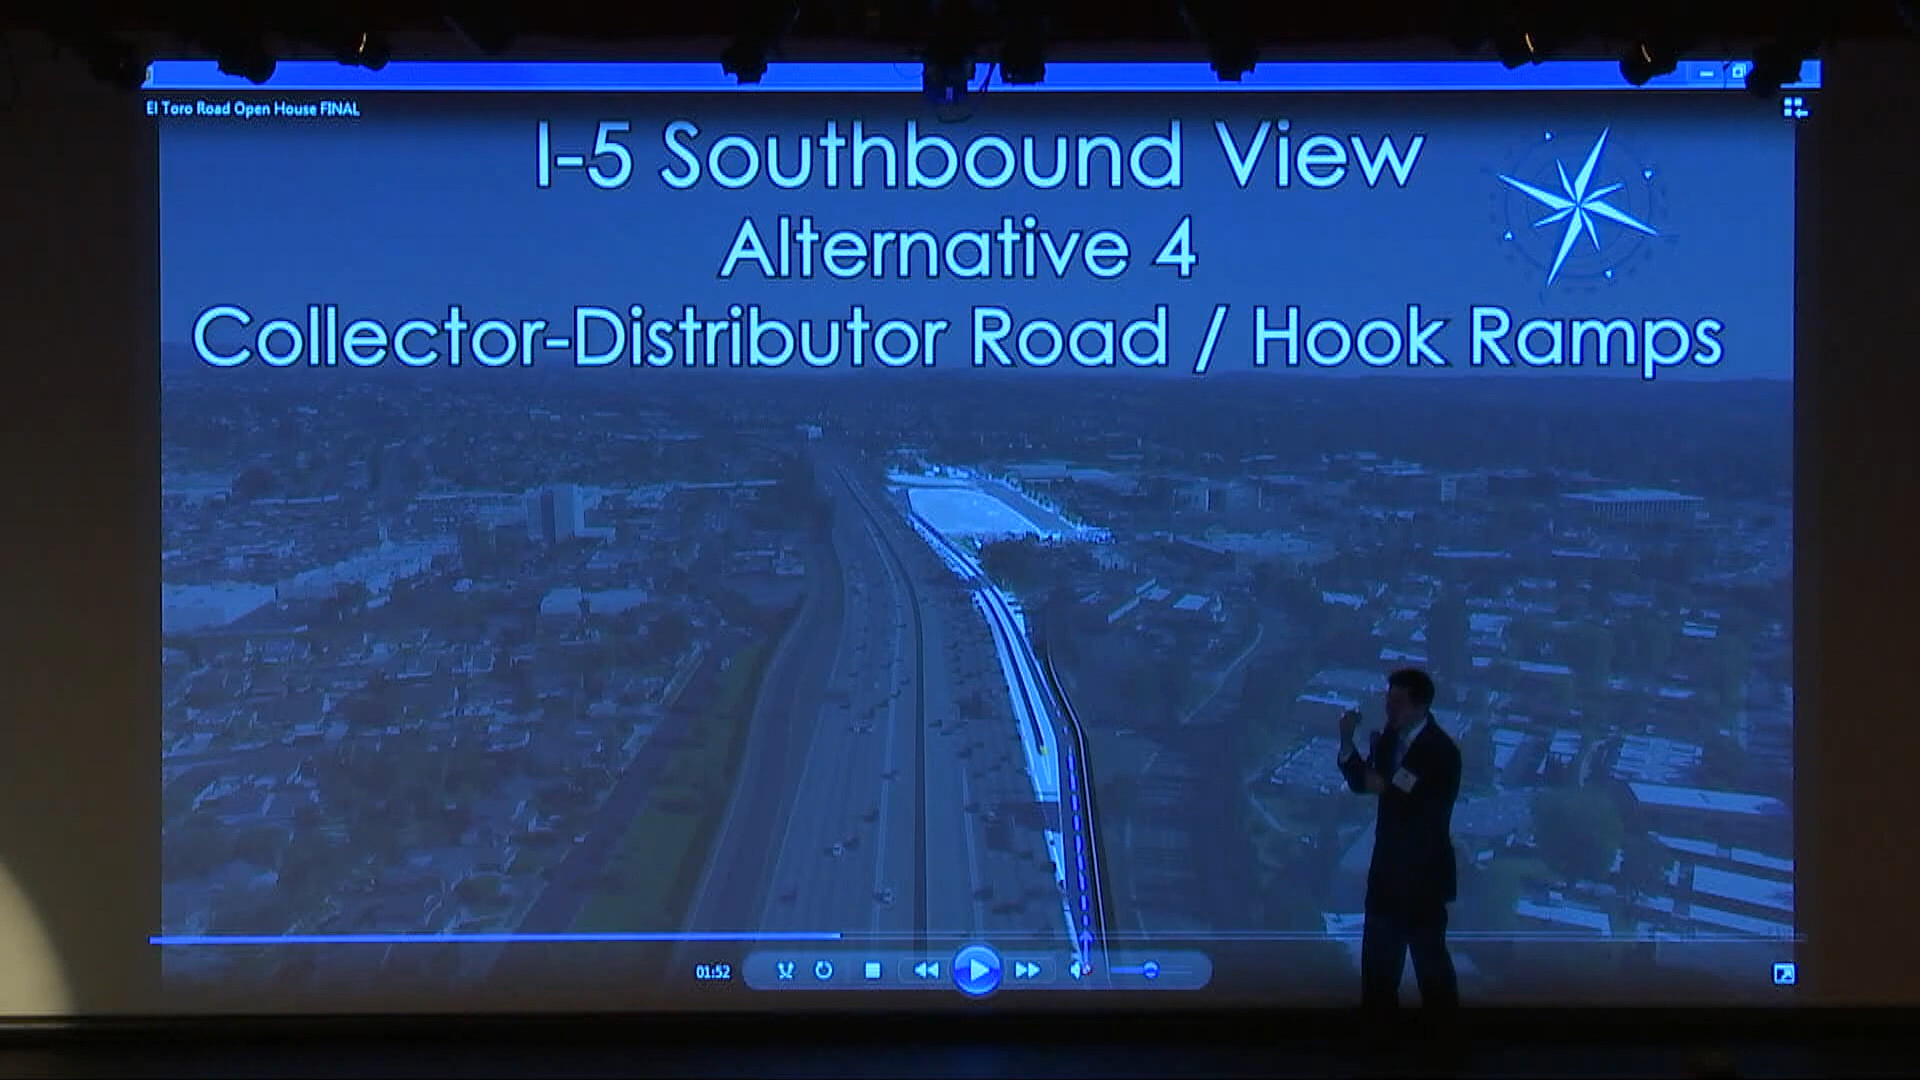 El Toro Road Open House FINAL
I-5 Southbound View
Alternative 4
Collector-Distributor Road / Hook Ramps
01:52